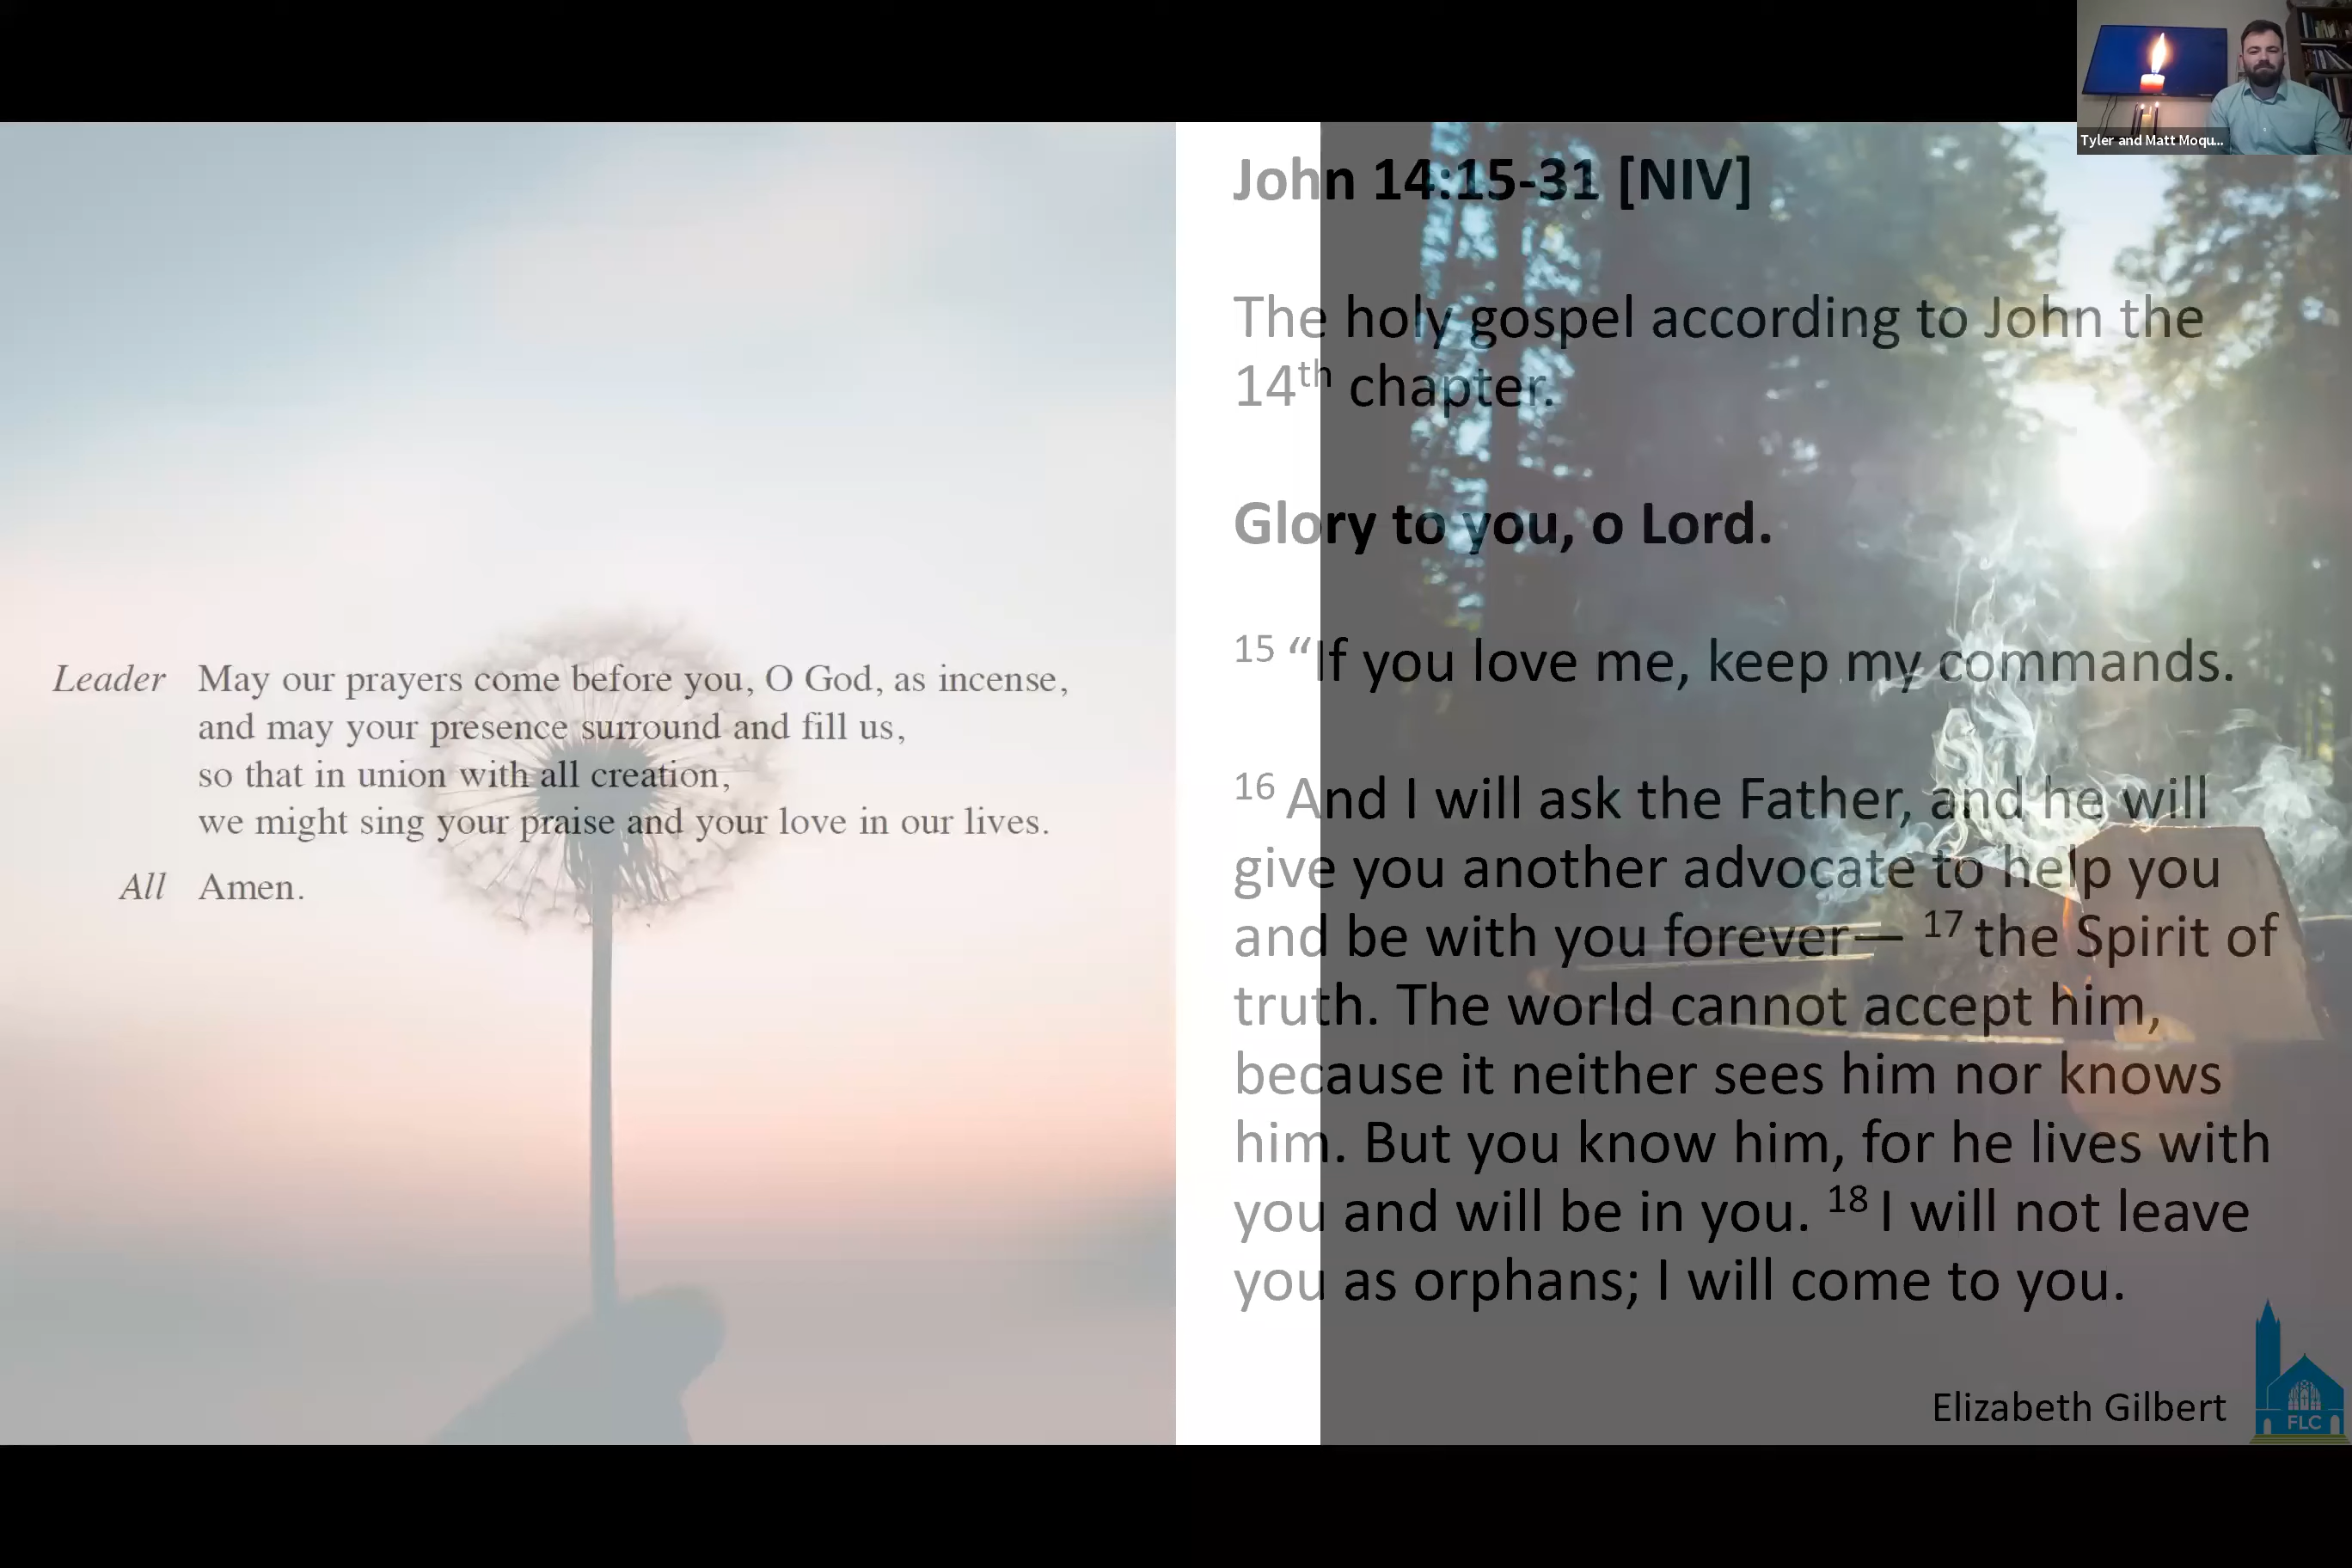 Tyler and Matt Moqu...
Leader May our prayers come before you, O God, as incense,
and may your presence surround and fill us,
so that in union with all creation,
we might sing your praise and your love in our lives.
All Amen.
John 14:15-31 [NIV]
The holy gospel according to John the
14th chapter.
Glory to you, o Lord.
15 “If you love me, keep my commands.
16 And I will ask the Father, and he will
give you another advocate to help you
and be with you forever— 17 the Spirit of
truth. The world cannot accept him,
because it neither sees him nor knows
him. But you know him, for he lives with
you and will be in you. 18 I will not leave
you as orphans; I will come to you.
Elizabeth Gilbert
FLC